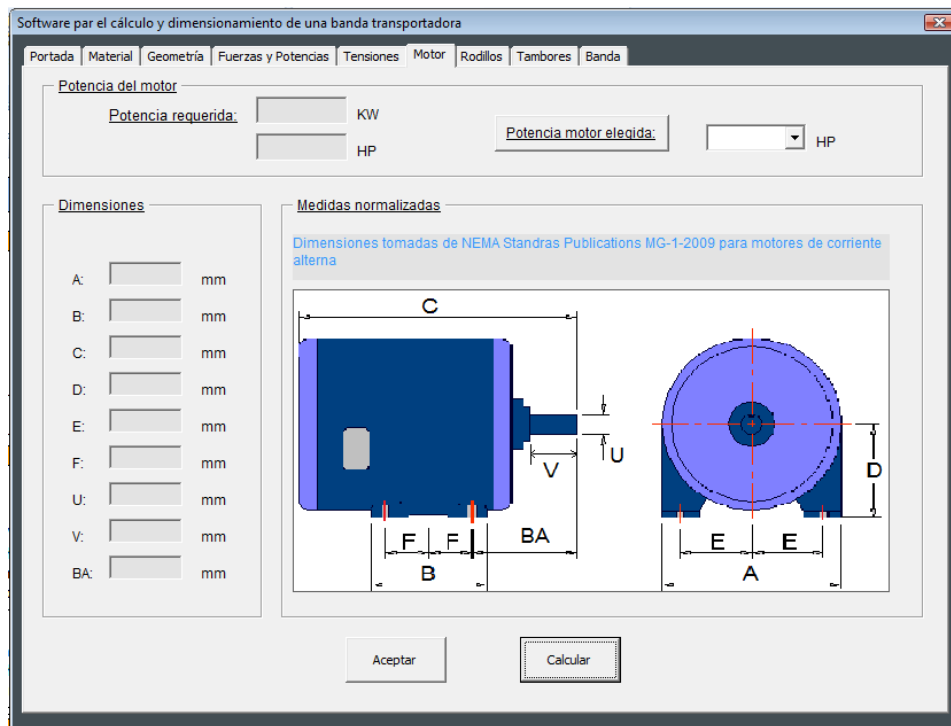 Software par el cálculo y dimensionamiento de una banda transportadora
Portada Material Geometría Fuerzas y Potencias Tensiones Motor Rodillos Tambores Banda
Potencia del motor
Potencia requerida: KW
HP
Potencia motor elegida: HP
Dimensiones
A: mm
B: mm
C: mm
D: mm
E: mm
F: mm
U: mm
V: mm
BA: mm
Medidas normalizadas
Dimensiones tomadas de NEMA Standras Publications MG-1-2009 para motores de corriente
alterna
C
V U D
F F BA E E
B A
Aceptar Calcular